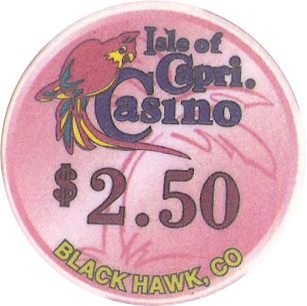 Isle of
Capri.
Casino
$2.50
BLACK HAWK, CO